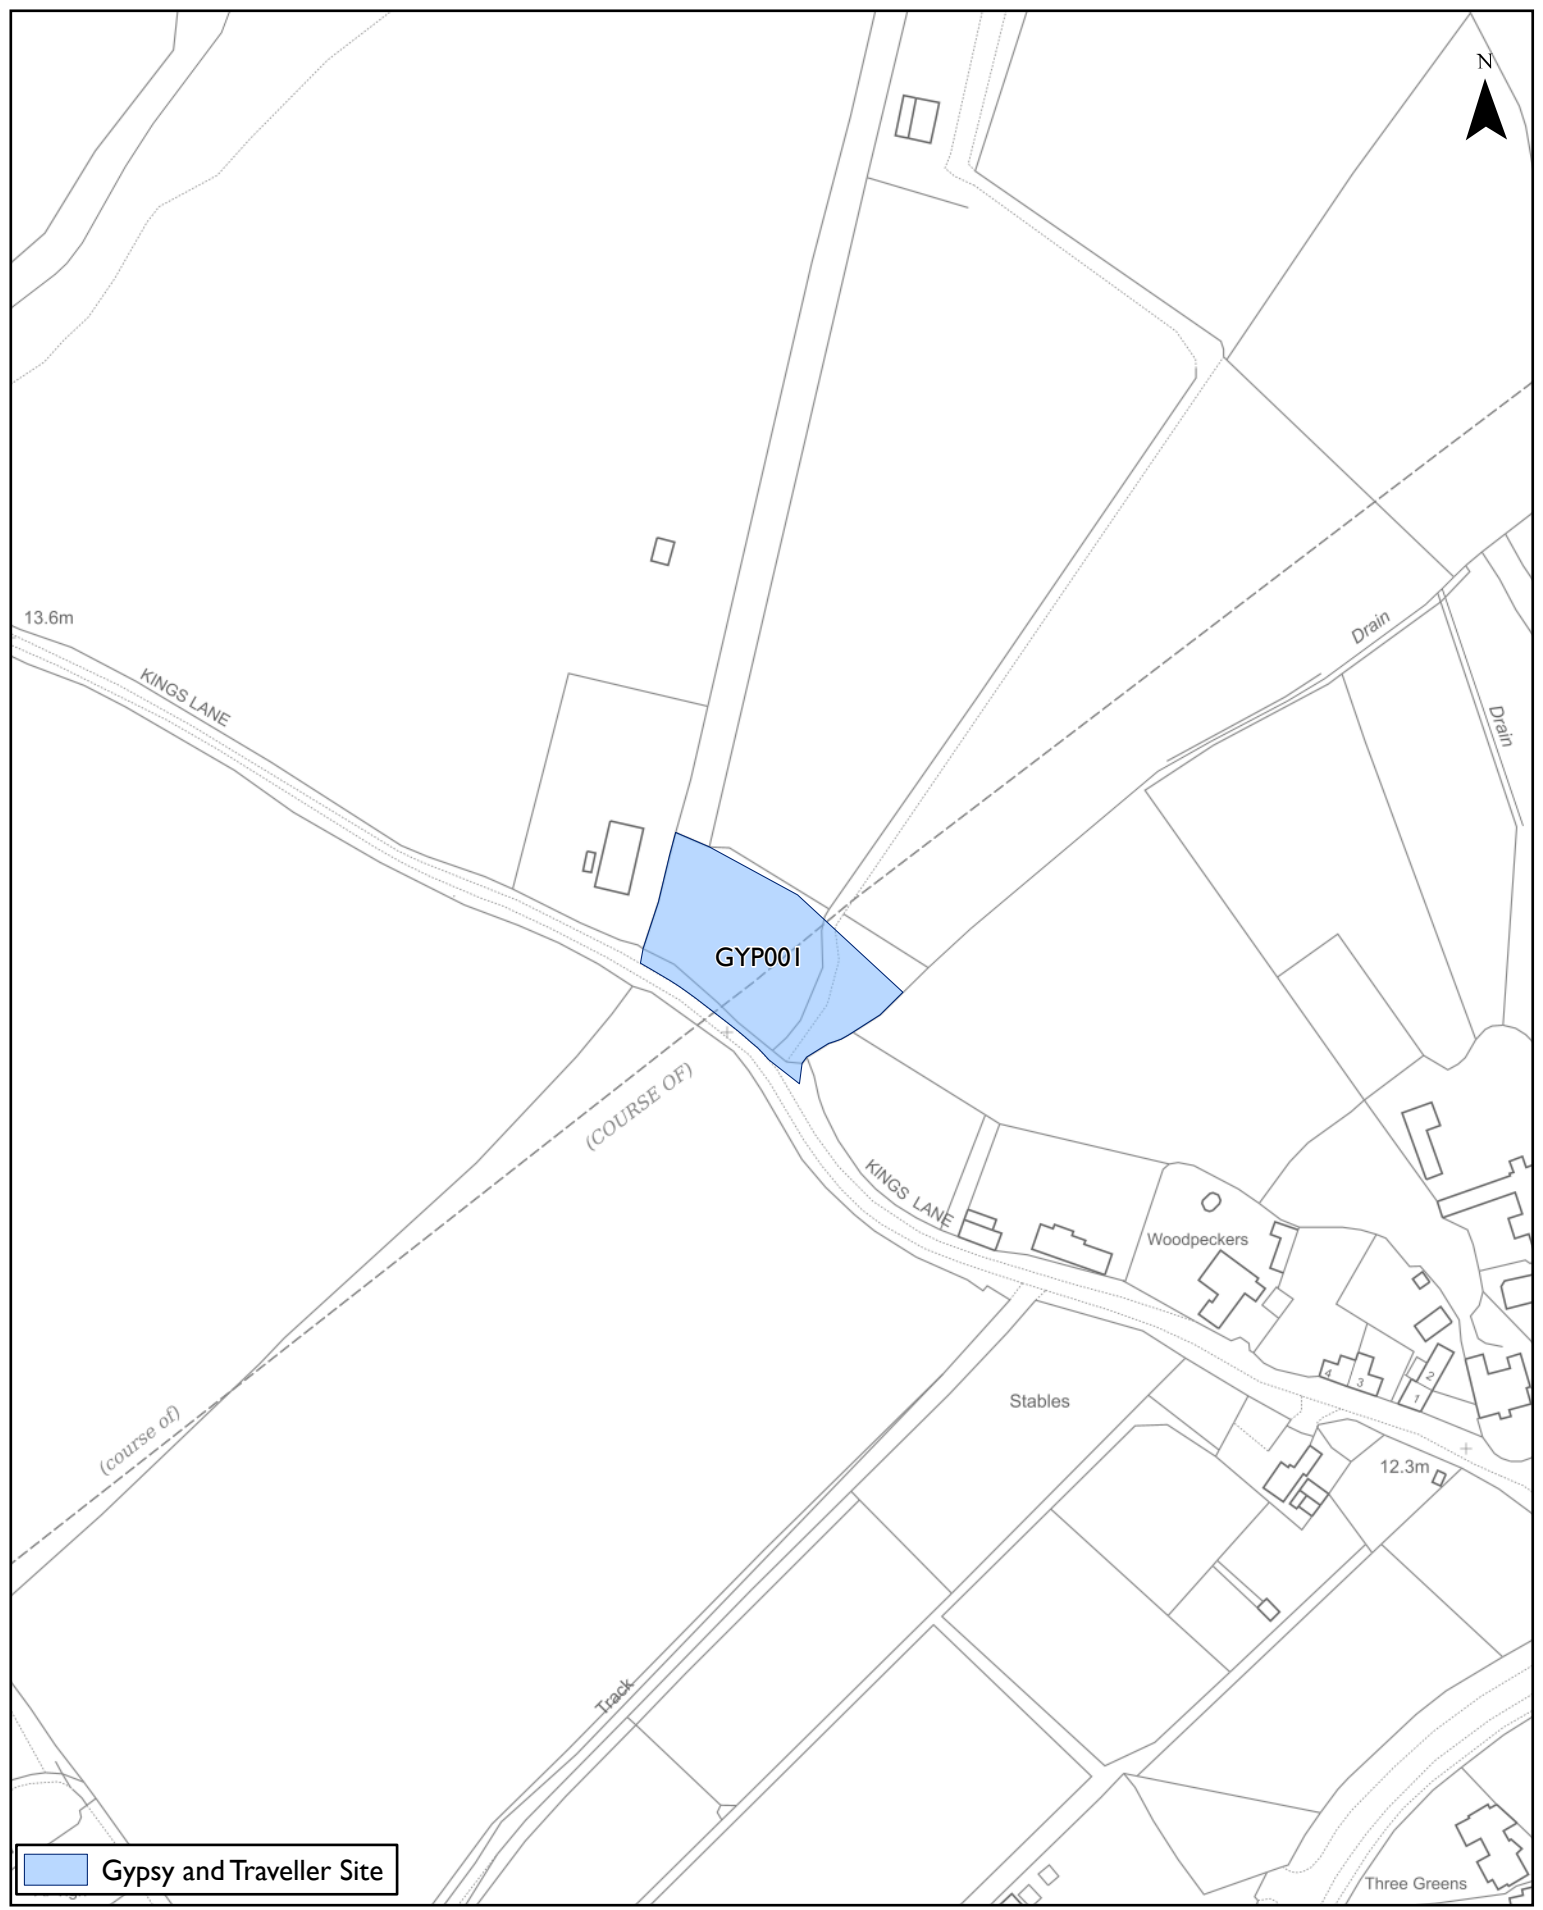 N
13.6m
KINGS LANE
Drain
Drain
GYP001
(COURSE OF)
KINGS LANE
Woodpeckers
4
3
2
1
Stables
(course of)
12.3m
Track
Gypsy and Traveller Site
Three Greens